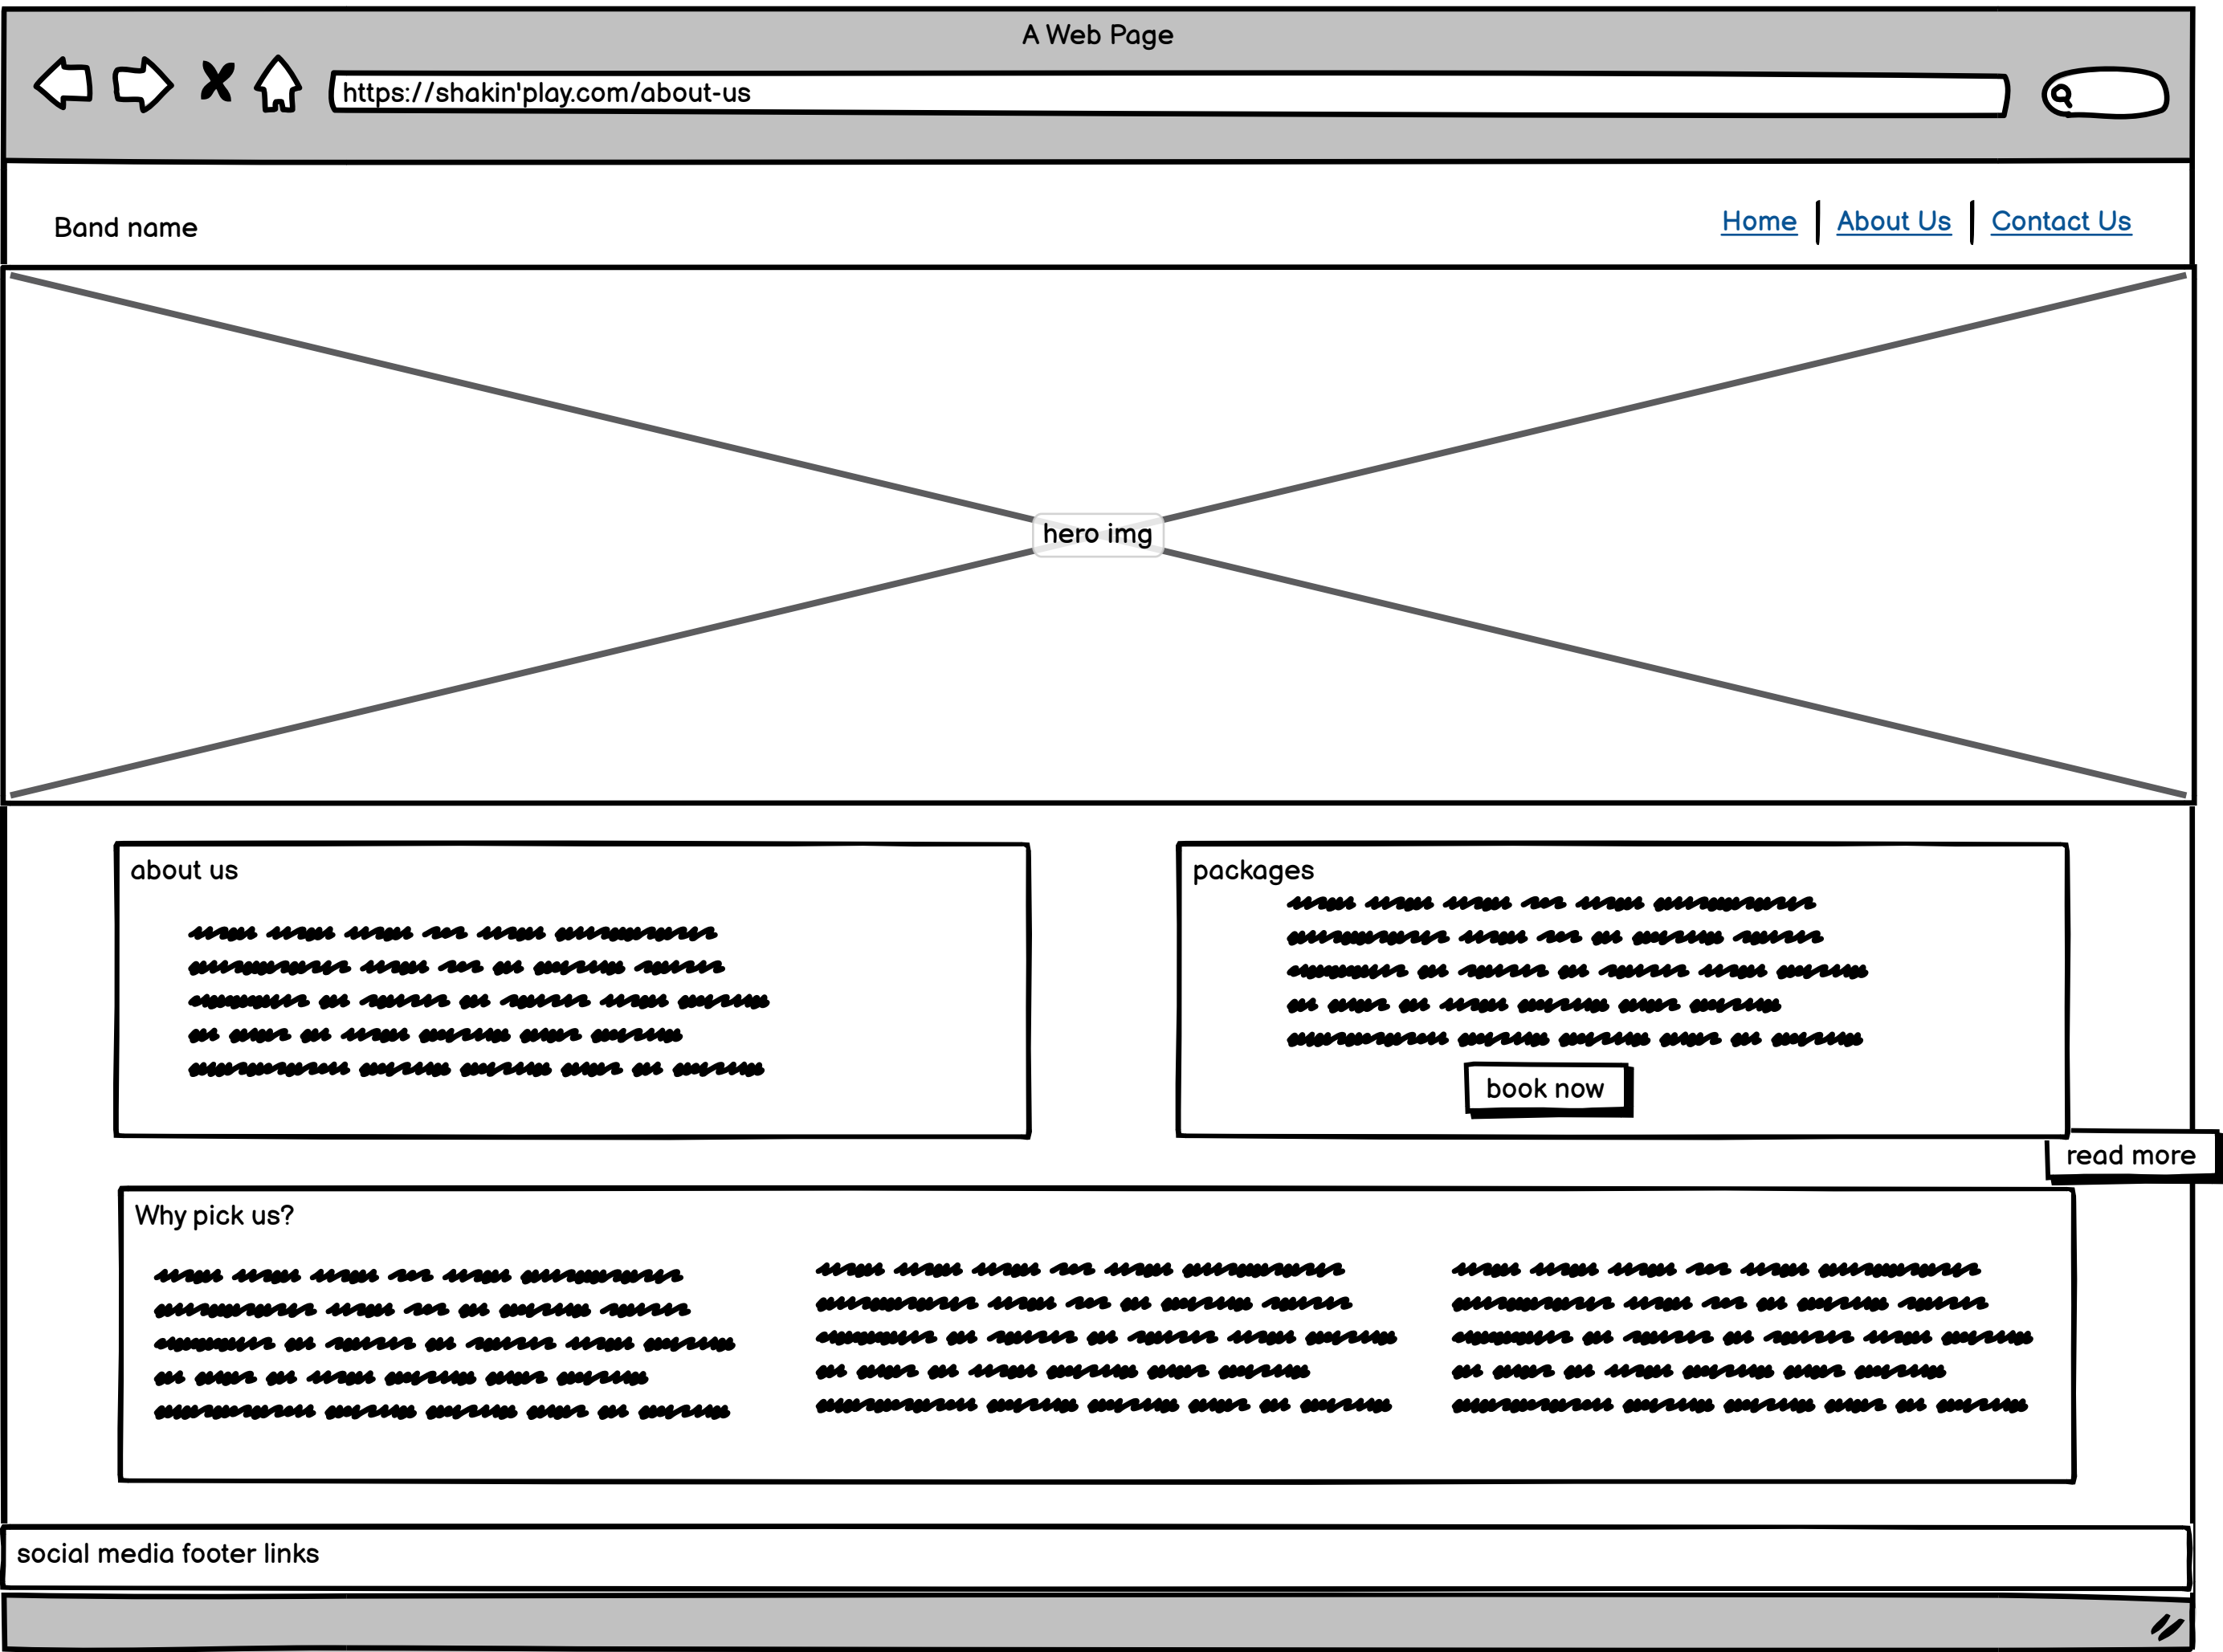 A Web Page
https://shakin'play.com/about-us
Band name
Home | About Us | Contact Us
hero img
about us
packages
book now
read more
Why pick us?
social media footer links